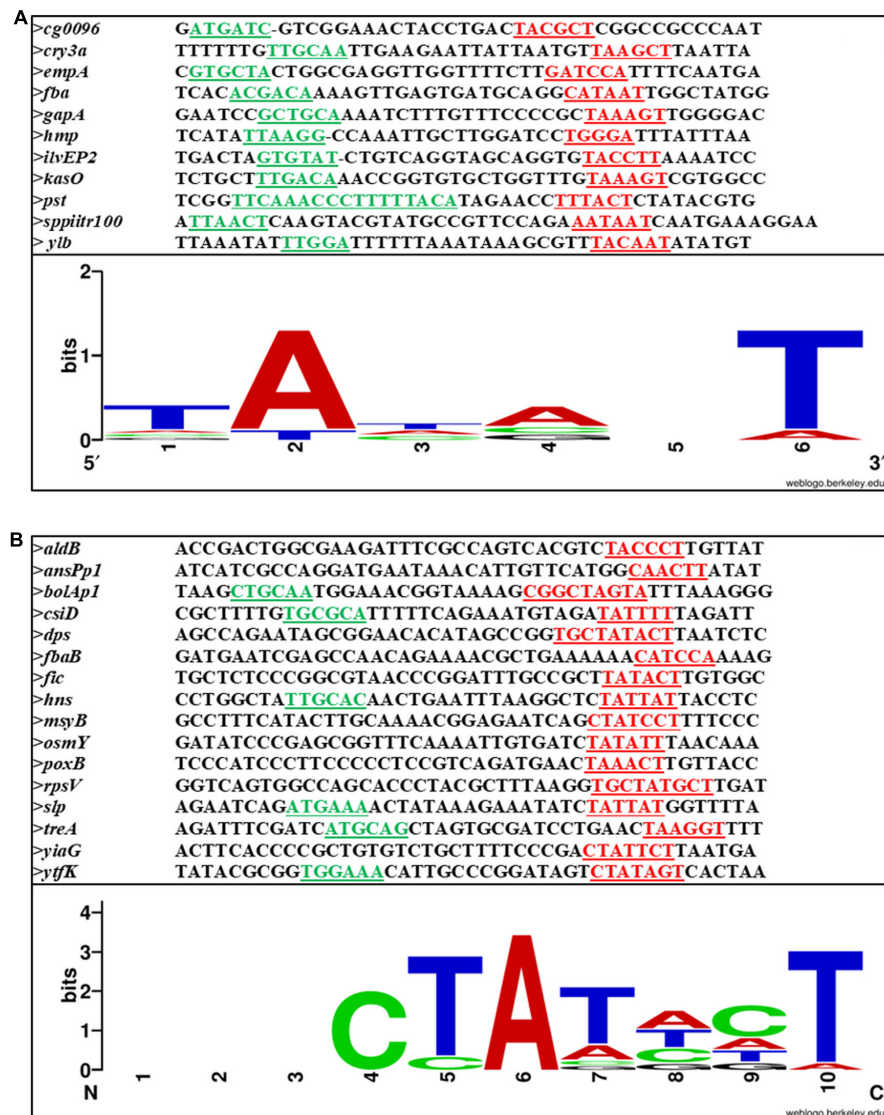 A
>cg0096 GATGATC-GTCGGAAACTACCTGACTACGCTCGGCCGCCCAAT
>cry3a TTTTTTGTTGCAATTGAAGAATTATTAATGTTAAGCTTAATTA
>empA CGTGCTACTGGCGAGGTTGGTTTTCTTGATCCATTTTCAATGA
>fba TCACACGACAAAAGTTGAGTGATGCAGGCATAATTGGCTATGG
>gapA GAATCCGCTGCAAAATCTTTGTTTCCCCGCTAAAGTTGGGGAC
>hmp TCATATTAAGG-CCAAATTGCTTGGATCCTGGGATTTATTTAA
>ilvEP2 TGACTAGTGTAT-CTGTCAGGTAGCAGGTGTACCTTAAAATCC
>kasO TCTGCTTTGACAAACCGGTGTGCTGGTTTGTAAAGTCGTGGCC
>pst TCGGTTCAAACCCTTTTTACATAGAACCTTTACTCTATACGTG
>sppiitr100 ATTAACTCAAGTACGTATGCCGTTCCAGAAATAATCAATGAAAGGAA
> ylb TTAAATATTTGGATTTTTTAAATAAAGCGTTTACAATATATGT
2
bits
1
0
1 2 3 4 5 6
5′ 3′
weblogo.berkeley.edu
B
>aldB ACCGACTGGCGAAGATTTCGCCAGTCACGTCTACCCTTGTTAT
>ansPp1 ATCATCGCCAGGATGAATAAACATTGTTCATGGCAACTTATAT
>bolAp1 TAAGCTGCAATGGAAACGGTAAAAGCGGCTAGTATTTAAAGGG
>csiD CGCTTTTGTGCGCATTTTTCAGAAATGTAGATATTTTTAGATT
>dps AGCCAGAATAGCGGAACACATAGCCGGTGCTATACTTAATCTC
>fbaB GATGAATCGAGCCAACAGAAAACGCTGAAAAAACATCCAAAAG
>fic TGCTCTCCCGGCGTAACCCGGATTTGCCGCTTATACTTGTGGC
>hns CCTGGCTATTGCACAACTGAATTTAAGGCTCTATTATTACCTC
>msyB GCCTTTCATACTTGCAAAACGGAGAATCAGCTATCCTTTTCCC
>osmY GATATCCCGAGCGGTTTCAAAATTGTGATCTATATTTAACAAA
>poxB TCCCATCCCTTCCCCCTCCGTCAGATGAACTAAACTTGTTACC
>rpsV GGTCAGTGGCCAGCACCCTACGCTTTAAGGTGCTATGCTTGAT
>slp AGAATCAGATGAAAACTATAAAGAAATATCTATTATGGTTTTA
>treA AGATTTCGATCATGCAGCTAGTGCGATCCTGAACTAAGGTTTT
>yiaG ACTTCACCCCGCTGTGTCTGCTTTTCCCGACTATTCTTAATGA
>ytfK TATACGCGGTGGAAACATTGCCCGGATAGTCTATAGTCACTAA
4
3
bits
2
1
0
1 2 3 4 5 6 7 8 9 10
N C
weblogo.berkeley.edu